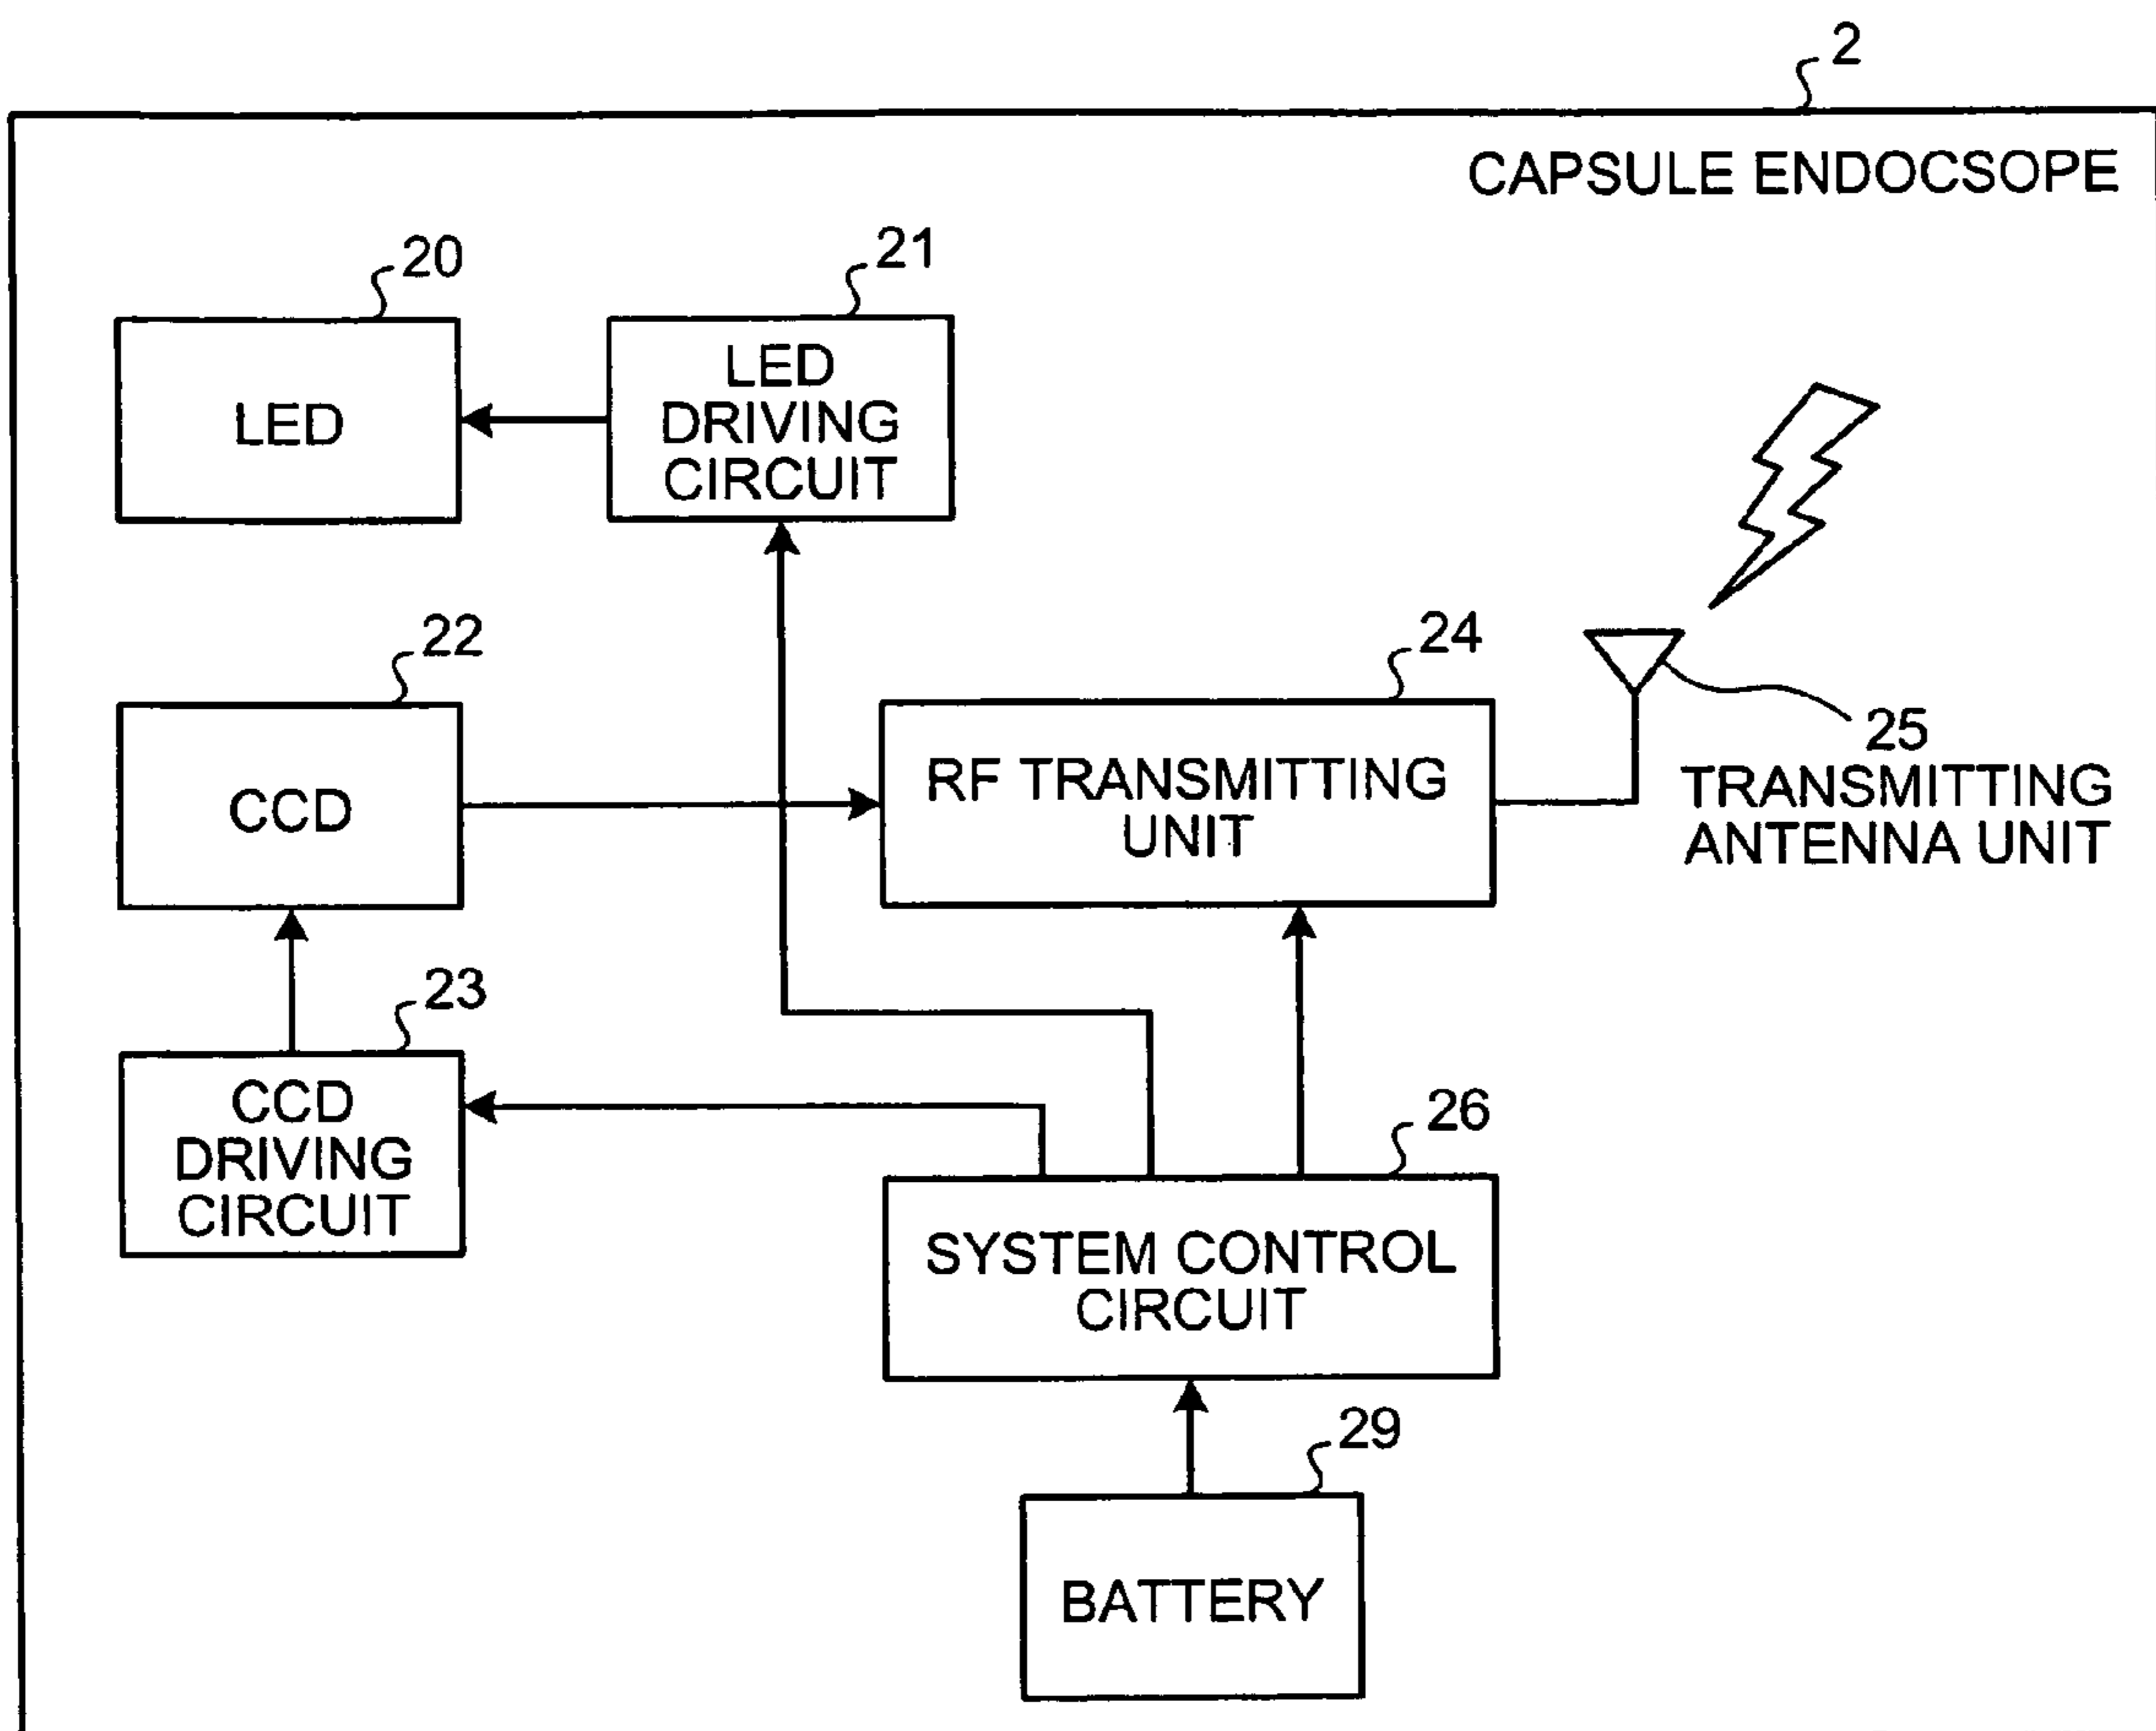 2
CAPSULE ENDOCSOPE
20
21
LED
LED
DRIVING
CIRCUIT
22
24
CCD
RF TRANSMITTING
UNIT
25
TRANSMITTING
ANTENNA UNIT
23
CCD
DRIVING
CIRCUIT
26
SYSTEM CONTROL
CIRCUIT
29
BATTERY